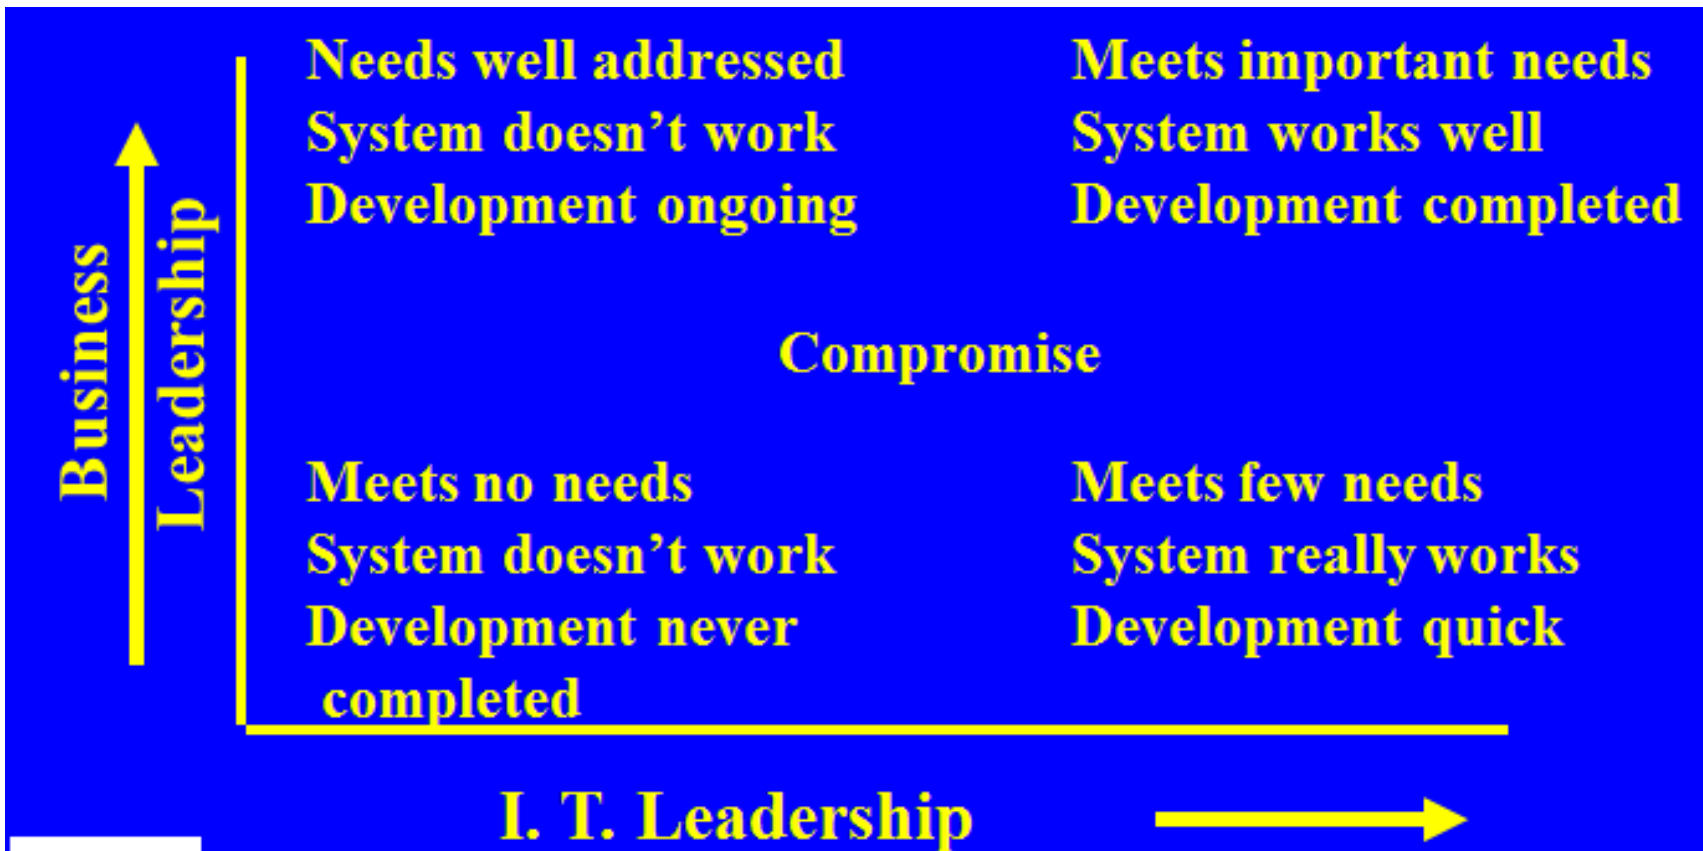 Needs well addressed
System doesn’t work
Development ongoing
Meets important needs
System works well
Development completed
Business
Leadership
Compromise
Meets no needs
System doesn’t work
Development never
completed
Meets few needs
System really works
Development quick
I. T. Leadership